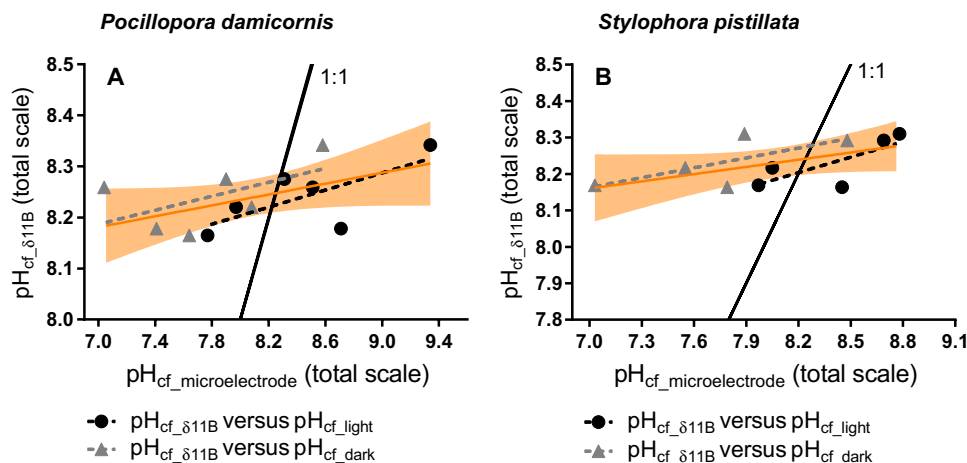 Pocillopora damicornis
Stylophora pistillata
A
1:1
8.5
8.4
8.3
8.2
8.1
8.0
pHcf_δ11B (total scale)
7.0 7.4 7.8 8.2 8.6 9.0 9.4
pHcf_microelectrode (total scale)
B
1:1
8.5
8.4
8.3
8.2
8.1
8.0
7.9
7.8
pHcf_δ11B (total scale)
7.0 7.3 7.6 7.9 8.2 8.5 8.8 9.1
pHcf_microelectrode (total scale)
pHcf_δ11B versus pHcf_light
pHcf_δ11B versus pHcf_dark
pHcf_δ11B versus pHcf_light
pHcf_δ11B versus pHcf_dark